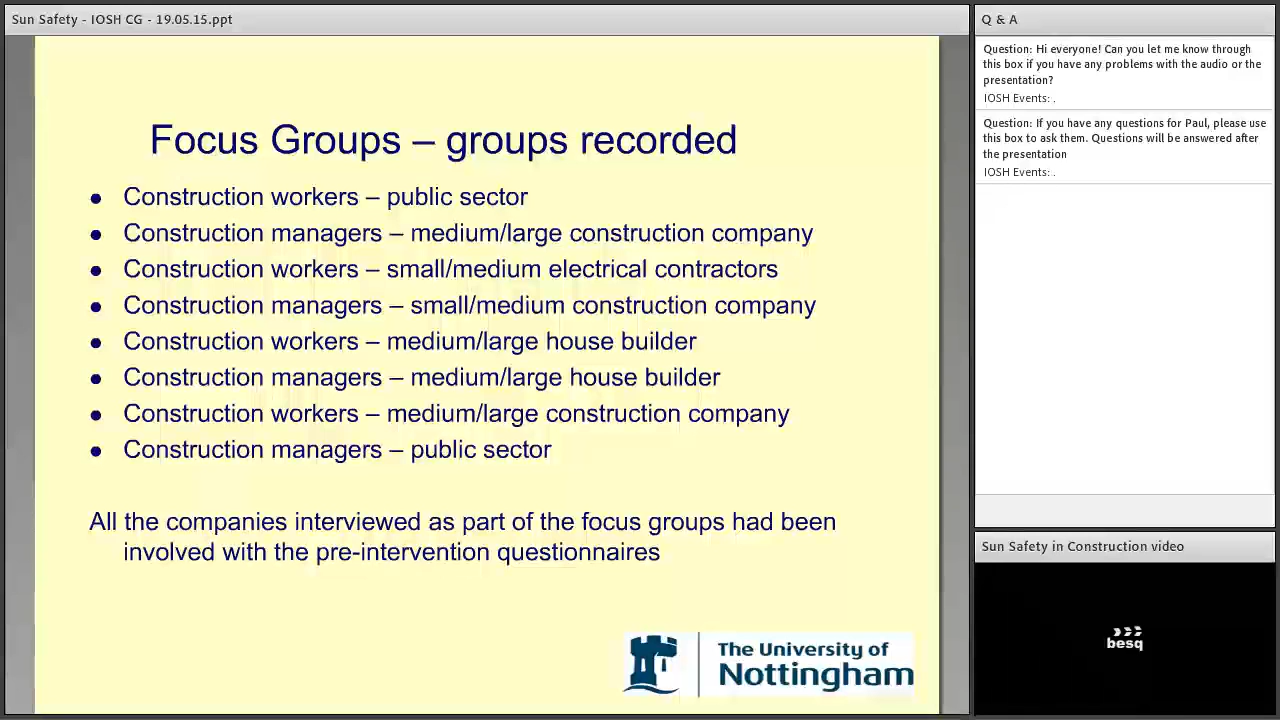 Sun Safety - IOSH CG - 19.05.15.ppt
Focus Groups – groups recorded
● Construction workers – public sector
● Construction managers – medium/large construction company
● Construction workers – small/medium electrical contractors
● Construction managers – small/medium construction company
● Construction workers – medium/large house builder
● Construction managers – medium/large house builder
● Construction workers – medium/large construction company
● Construction managers – public sector
All the companies interviewed as part of the focus groups had been
involved with the pre-intervention questionnaires
The University of
Nottingham
Q & A
Question: Hi everyone! Can you let me know through
this box if you have any problems with the audio or the
presentation?
IOSH Events: .
Question: If you have any questions for Paul, please use
this box to ask them. Questions will be answered after
the presentation
IOSH Events: .
Sun Safety in Construction video
besq